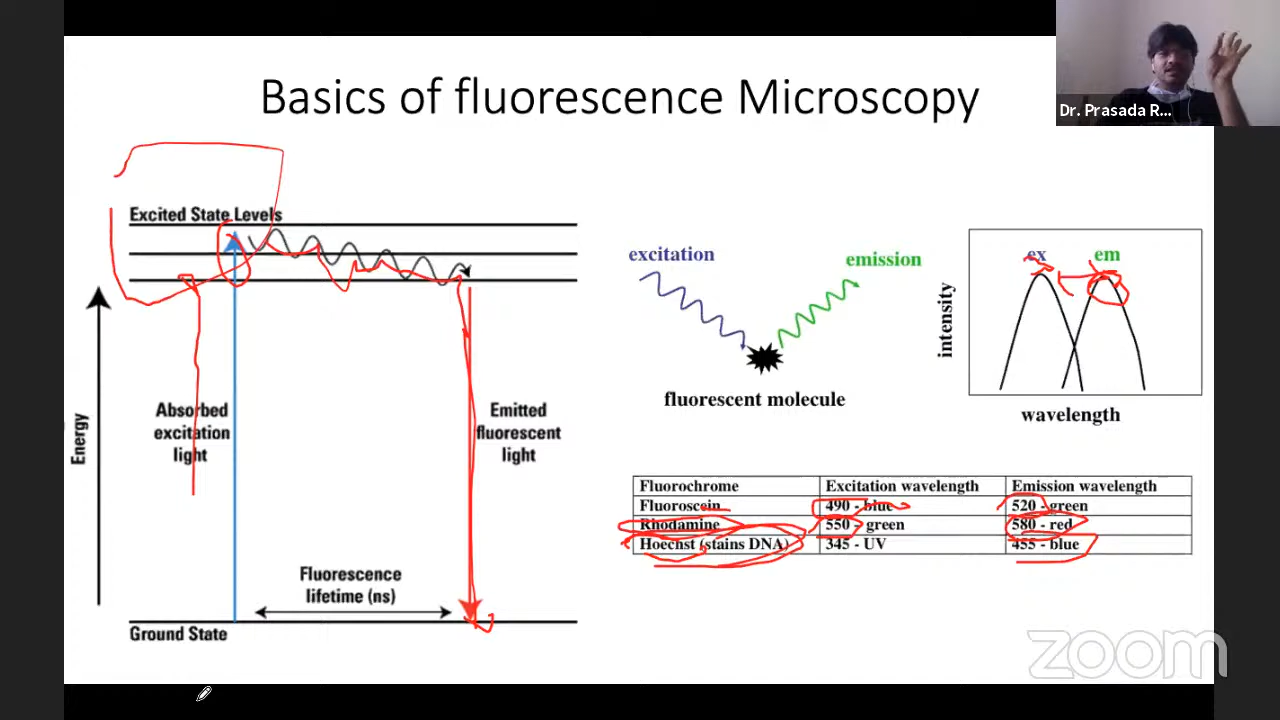 Basics of fluorescence Microscopy
Dr. Prasada R...
Excited State Levels
Energy
Absorbed
excitation
light
Emitted
fluorescent
light
Fluorescence
lifetime (ns)
Ground State
excitation
emission
fluorescent molecule
ex
em
intensity
wavelength
Fluorochrome Excitation wavelength Emission wavelength
Fluoroscein 490 - blue 520 - green
Rhodamine 550 - green 580 - red
Hoechst (stains DNA) 345 - UV 455 - blue
zoom